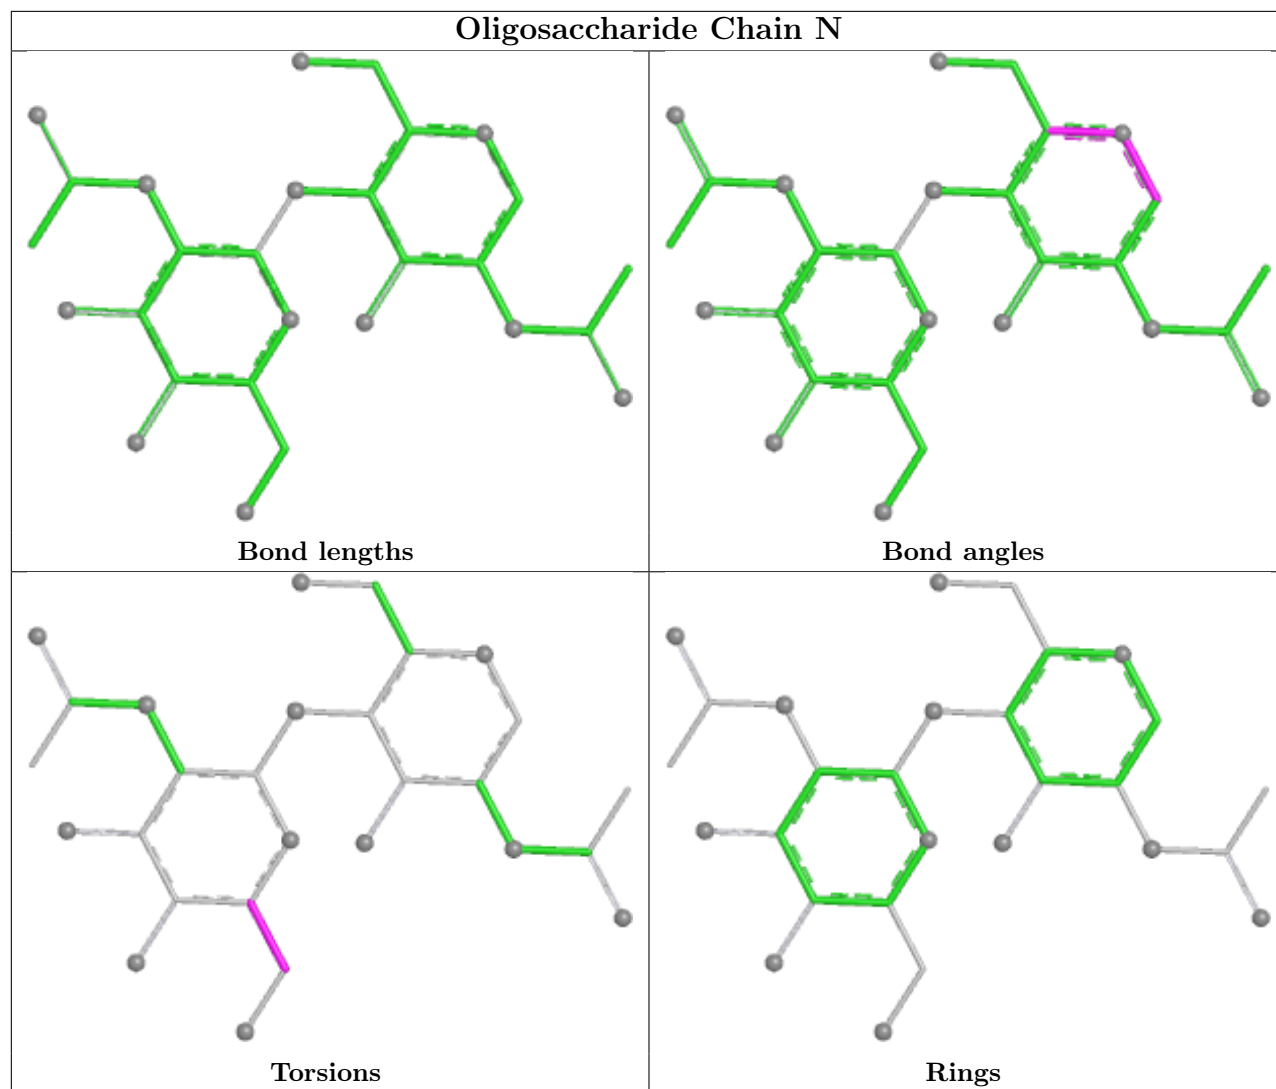 Oligosaccharide Chain N
Bond lengths
Bond angles
Torsions
Rings